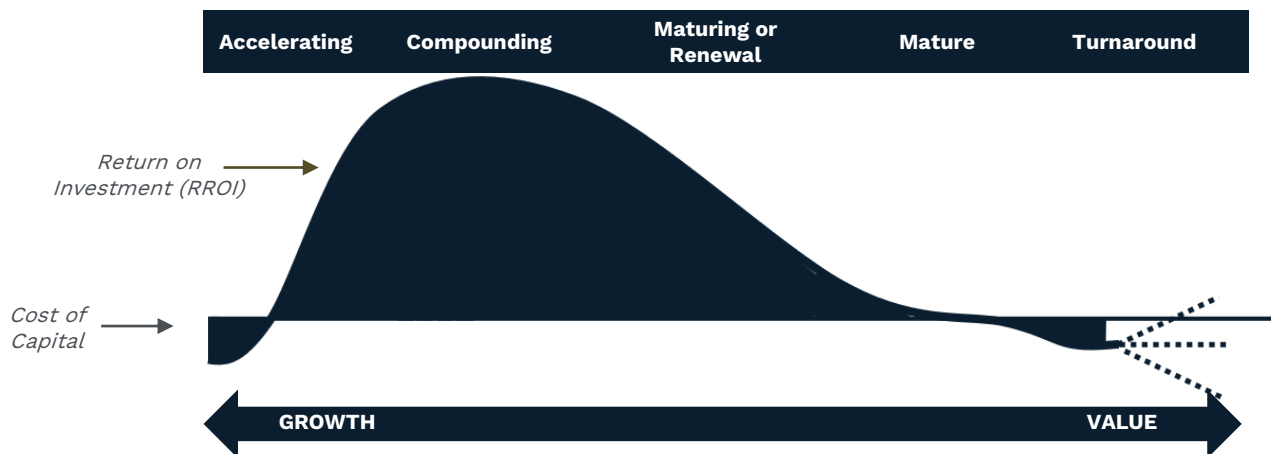 Accelerating
Compounding
Maturing or
Renewal
Mature
Turnaround
Return on
Investment (RROI)
Cost of
Capital
GROWTH
VALUE